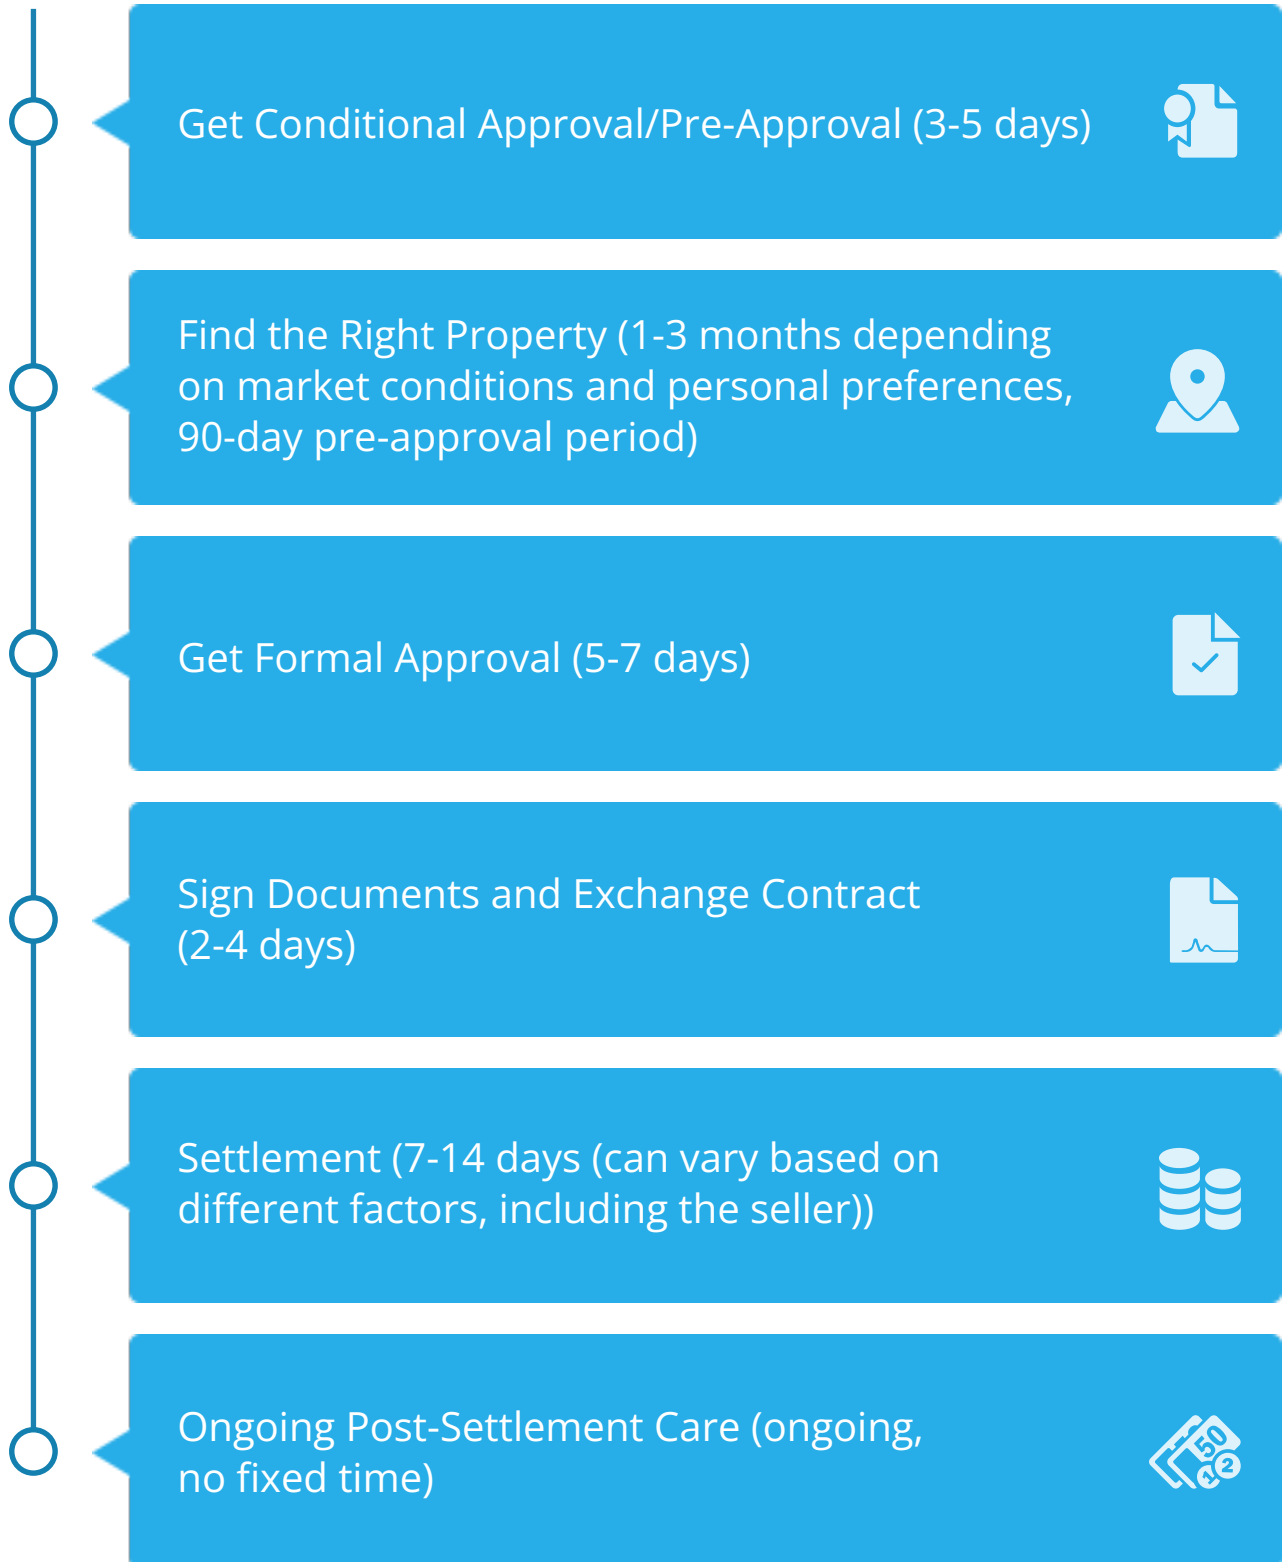 Get Conditional Approval/Pre-Approval (3-5 days)
Find the Right Property (1-3 months depending
on market conditions and personal preferences,
90-day pre-approval period)
Get Formal Approval (5-7 days)
Sign Documents and Exchange Contract
(2-4 days)
Settlement (7-14 days (can vary based on
different factors, including the seller))
Ongoing Post-Settlement Care (ongoing,
no fixed time)
50
1
2